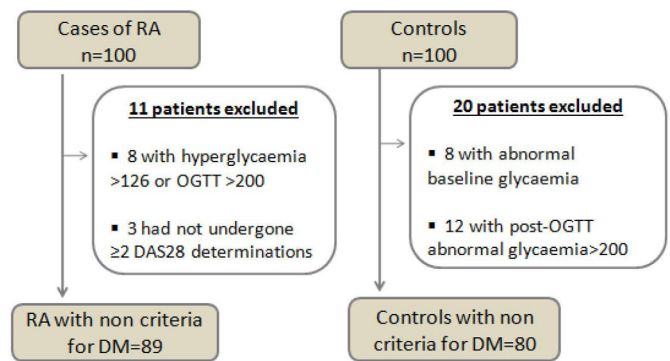 Cases of RA
n=100
Controls
n=100
11 patients excluded
▪ 8 with hyperglycaemia
>126 or OGTT >200
▪ 3 had not undergone
≥2 DAS28 determinations
20 patients excluded
▪ 8 with abnormal
baseline glycaemia
▪ 12 with post-OGTT
abnormal glycaemia>200
RA with non criteria
for DM=89
Controls with non
criteria for DM=80